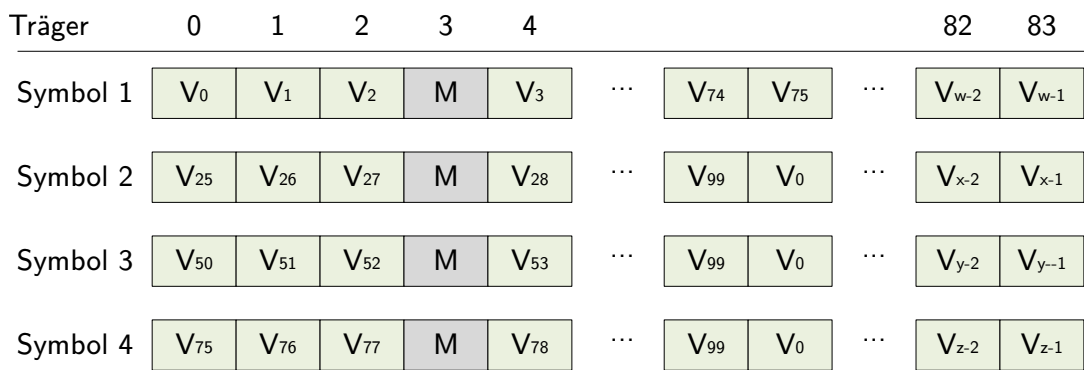 Träger 0 1 2 3 4 82 83
Symbol 1 V0 V1 V2 M V3 ... V74 V75 ... Vw-2 Vw-1
Symbol 2 V25 V26 V27 M V28 ... V99 V0 ... Vx-2 Vx-1
Symbol 3 V50 V51 V52 M V53 ... V99 V0 ... Vy-2 Vy--1
Symbol 4 V75 V76 V77 M V78 ... V99 V0 ... Vz-2 Vz-1